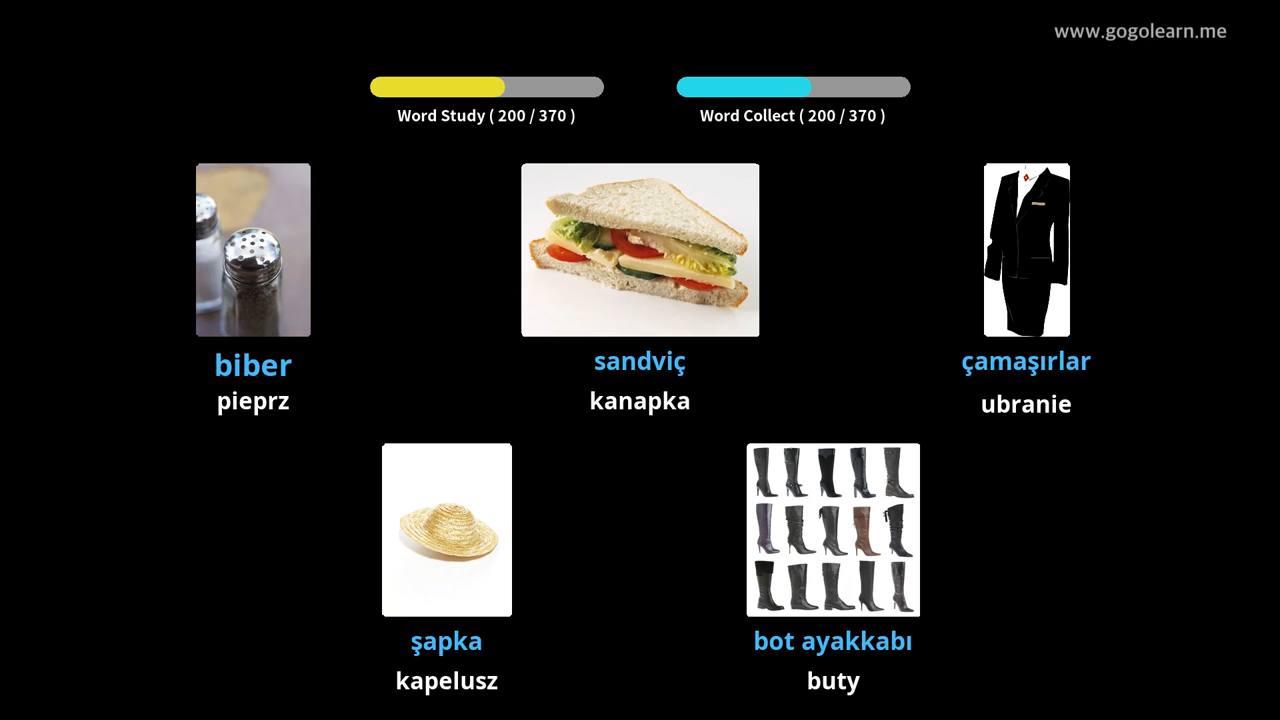 www.gogolearn.me
Word Study ( 200 / 370 )
Word Collect ( 200 / 370 )
biber
pieprz
sandviç
kanapka
çamaşırlar
ubranie
şapka
kapelusz
bot ayakkabı
buty